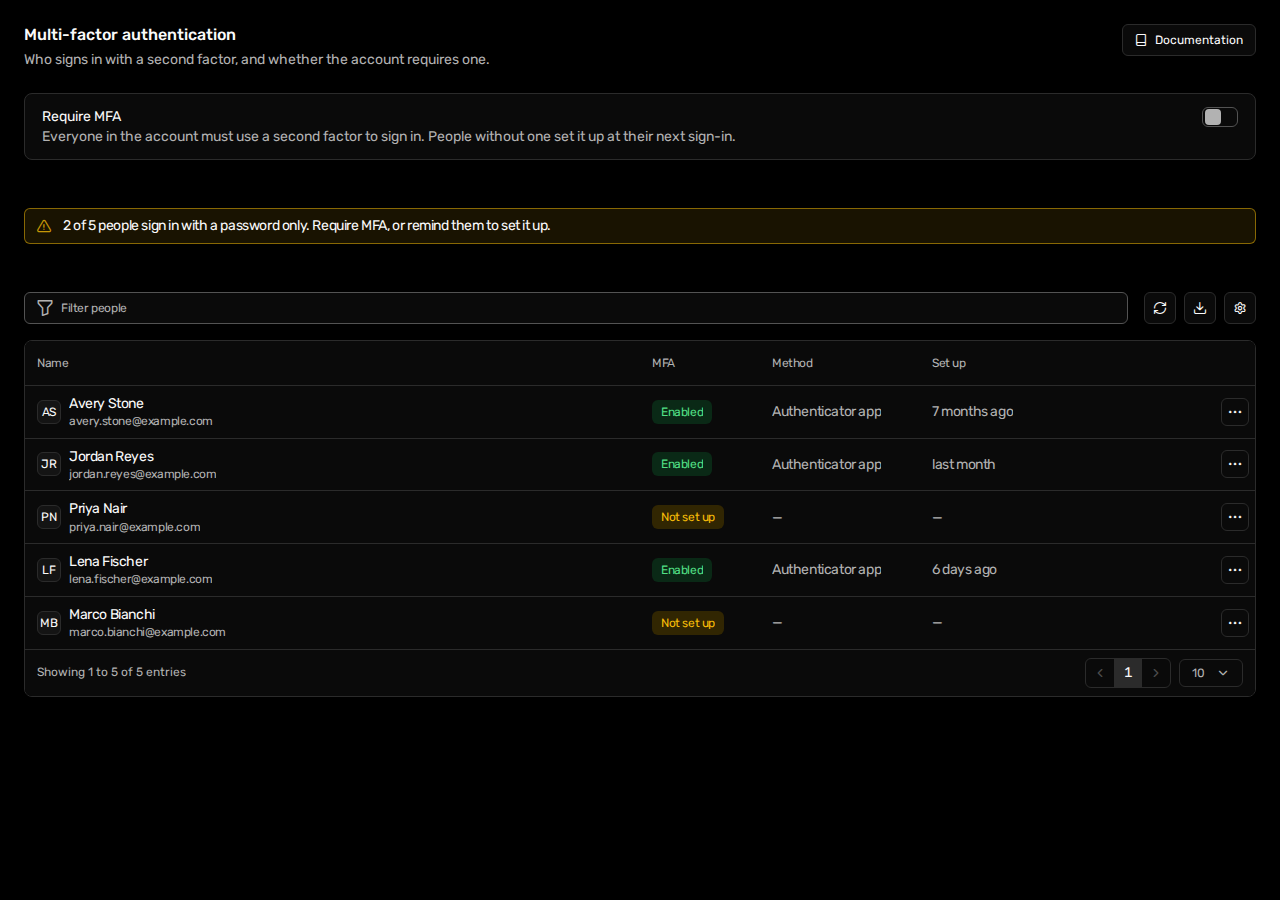 Multi-factor authentication
Who signs in with a second factor, and whether the account requires one.
Documentation
Require MFA
Everyone in the account must use a second factor to sign in. People without one set it up at their next sign-in.
2 of 5 people sign in with a password only. Require MFA, or remind them to set it up.
Filter people
Name MFA Method Set up
AS Avery Stone Enabled Authenticator app 7 months ago
avery.stone@example.com
JR Jordan Reyes Enabled Authenticator app last month
jordan.reyes@example.com
PN Priya Nair Not set up – –
priya.nair@example.com
LF Lena Fischer Enabled Authenticator app 6 days ago
lena.fischer@example.com
MB Marco Bianchi Not set up – –
marco.bianchi@example.com
Showing 1 to 5 of 5 entries 1 10